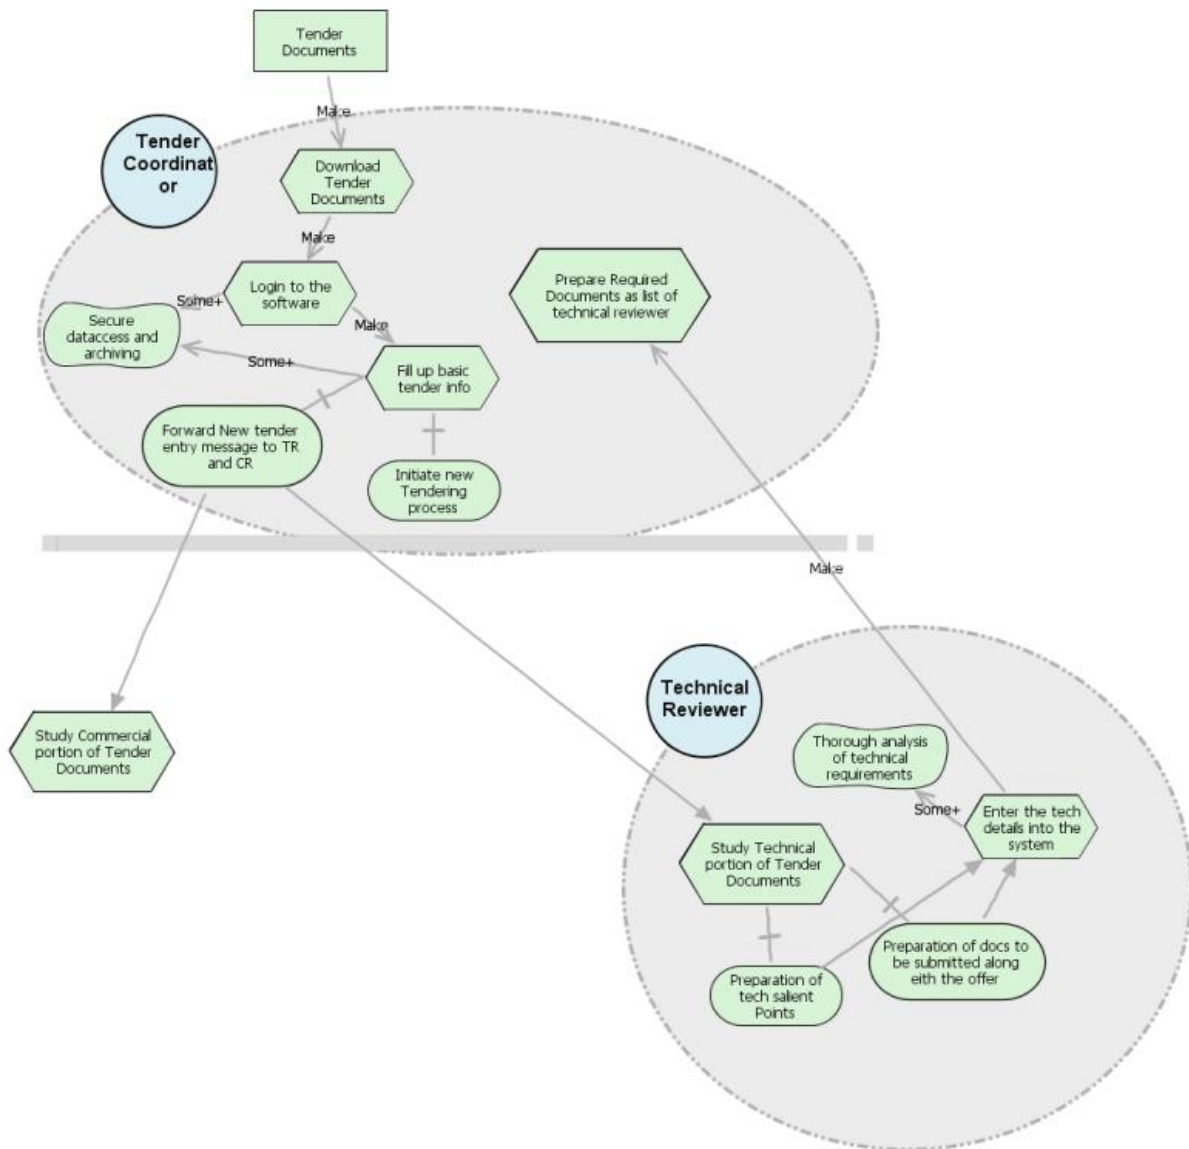 Tender
Documents
Make
Tender
Coordinat
or
Download
Tender
Documents
Make
Login to the
software
Prepare Required
Documents as list of
technical reviewer
Some+
Secure
dataccess and
archiving
Make
Some+
Fill up basic
tender info
Forward New tender
entry message to TR
and CR
Initiate new
Tendering
process
Make
Technical
Reviewer
Study Commercial
portion of Tender
Documents
Thorough analysis
of technical
requirements
Some+
Enter the tech
details into the
system
Study Technical
portion of Tender
Documents
Preparation of docs to
be submitted along
eith the offer
Preparation of
tech salient
Points